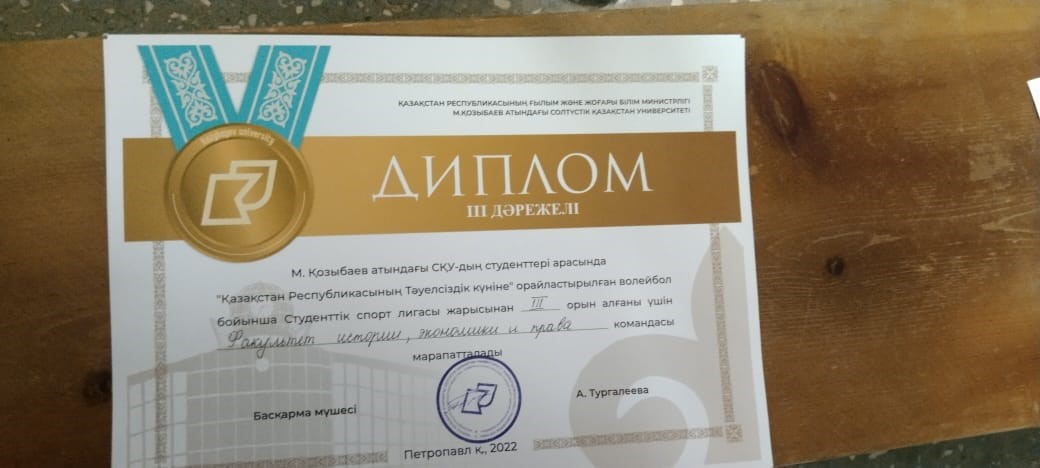 ҚАЗАҚСТАН РЕСПУБЛИКАСЫНЫҢ ҒЫЛЫМ ЖӘНЕ ЖОҒАРЫ БІЛІМ МИНИСТРЛІГІ
М.ҚОЗЫБАЕВ АТЫНДАҒЫ СОЛТҮСТІК ҚАЗАҚСТАН УНИВЕРСИТЕТІ
Kozybayev university
ДИПЛОМ
III ДӘРЕЖЕЛІ
М. Қозыбаев атындағы СҚУ-дың студенттері арасында
"Қазақстан Республикасының Тәуелсіздік күніне" орайластырылған волейбол
бойынша Студенттік спорт лигасы жарысынан III орын алғаны үшін
Факультет истории, экономики и права командасы
марапатталады
Басқарма мүшесі
А. Тургалеева
Петропавл қ., 2022